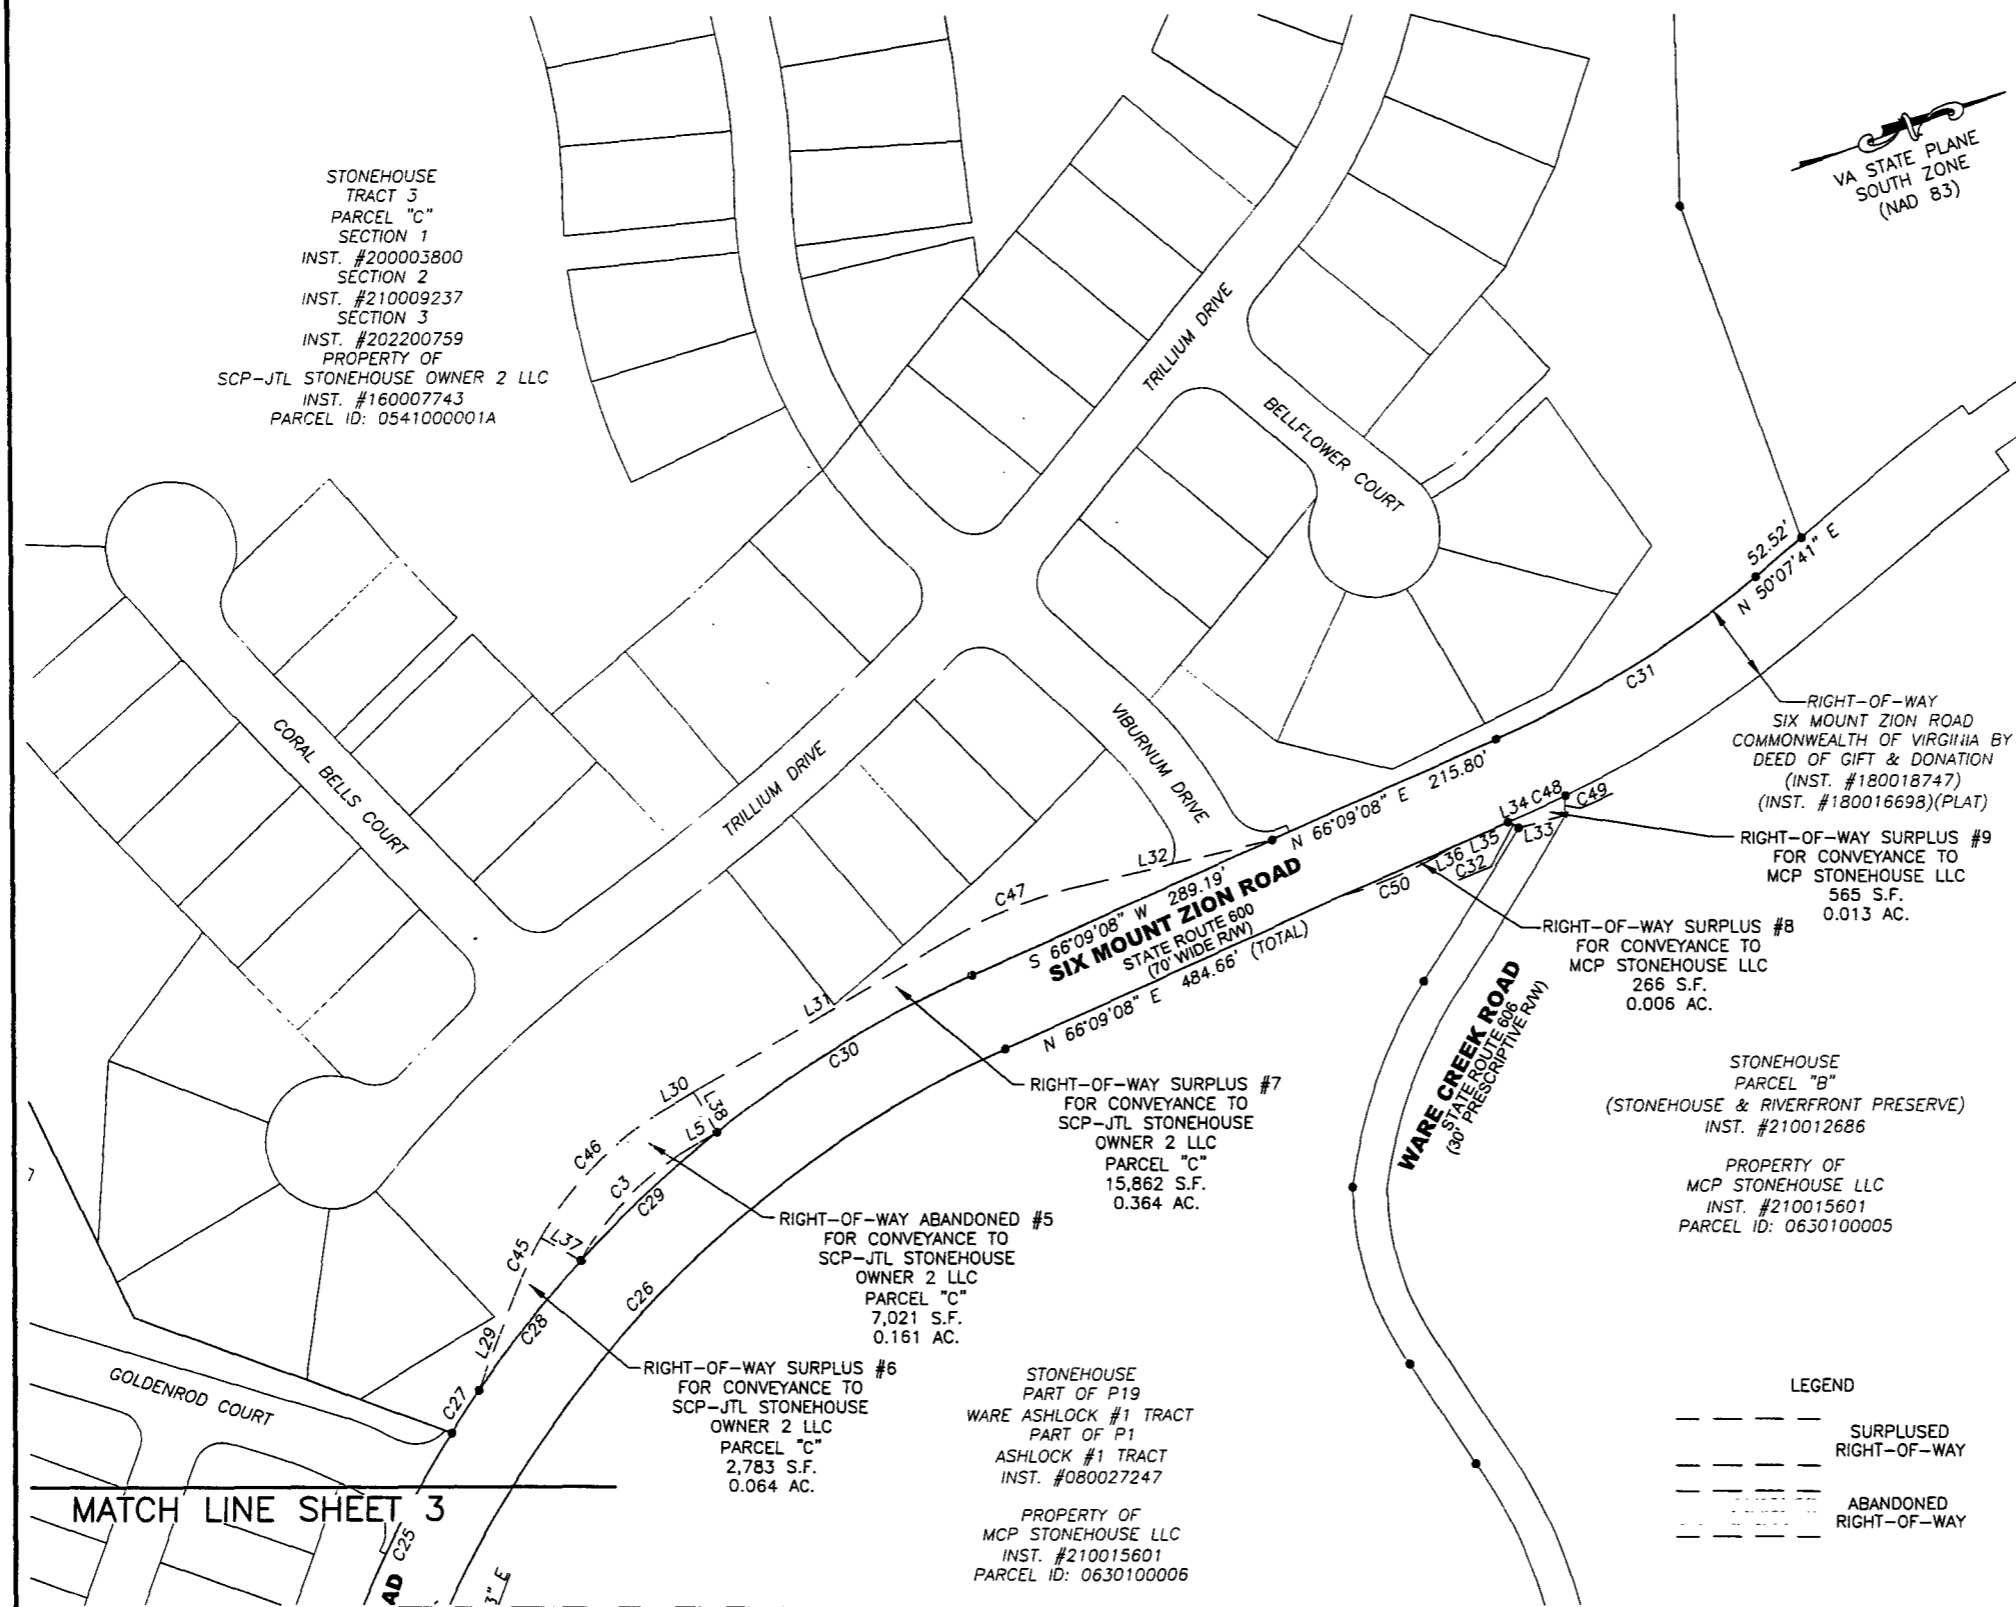 STONEHOUSE
TRACT 3
PARCEL "C"
SECTION 1
INST. #200003800
SECTION 2
INST. #210009237
SECTION 3
INST. #202200759
PROPERTY OF
SCP-JTL STONEHOUSE OWNER 2 LLC
INST. #160007743
PARCEL ID: 0541000001A
VA STATE PLANE
SOUTH ZONE
(NAD 83)
TRILLIUM DRIVE
BELLFLOWER COURT
52.52'
N 50°07'41" E
C31
CORAL BELLS COURT
TRILLIUM DRIVE
VIBURNUM DRIVE
RIGHT-OF-WAY
SIX MOUNT ZION ROAD
COMMONWEALTH OF VIRGINIA BY
DEED OF GIFT & DONATION
(INST. #180018747)
(INST. #180016698)(PLAT)
N 66°09'08" E 215.80'
L34
C48
C49
L33
L35
L36
C32
C50
L32
C47
RIGHT-OF-WAY SURPLUS #9
FOR CONVEYANCE TO
MCP STONEHOUSE LLC
565 S.F.
0.013 AC.
S 66°09'08" W 289.19'
SIX MOUNT ZION ROAD
STATE ROUTE 600
(70' WIDE R/W)
N 66°09'08" E 484.66' (TOTAL)
RIGHT-OF-WAY SURPLUS #8
FOR CONVEYANCE TO
MCP STONEHOUSE LLC
266 S.F.
0.006 AC.
WARE CREEK ROAD
STATE ROUTE 606
(30' PRESCRIPTIVE R/W)
L31
C30
L30
L38
L5
C46
C3
C29
RIGHT-OF-WAY SURPLUS #7
FOR CONVEYANCE TO
SCP-JTL STONEHOUSE
OWNER 2 LLC
PARCEL "C"
15,862 S.F.
0.364 AC.
STONEHOUSE
PARCEL "B"
(STONEHOUSE & RIVERFRONT PRESERVE)
INST. #210012686
PROPERTY OF
MCP STONEHOUSE LLC
INST. #210015601
PARCEL ID: 0630100005
7
RIGHT-OF-WAY ABANDONED #5
FOR CONVEYANCE TO
SCP-JTL STONEHOUSE
OWNER 2 LLC
PARCEL "C"
7,021 S.F.
0.161 AC.
L37
C45
C26
C28
L29
C27
GOLDENROD COURT
RIGHT-OF-WAY SURPLUS #6
FOR CONVEYANCE TO
SCP-JTL STONEHOUSE
OWNER 2 LLC
PARCEL "C"
2,783 S.F.
0.064 AC.
STONEHOUSE
PART OF P19
WARE ASHLOCK #1 TRACT
PART OF P1
ASHLOCK #1 TRACT
INST. #080027247
PROPERTY OF
MCP STONEHOUSE LLC
INST. #210015601
PARCEL ID: 0630100006
LEGEND
SURPLUSED
RIGHT-OF-WAY
ABANDONED
RIGHT-OF-WAY
MATCH LINE SHEET 3
C25
AD
3" E